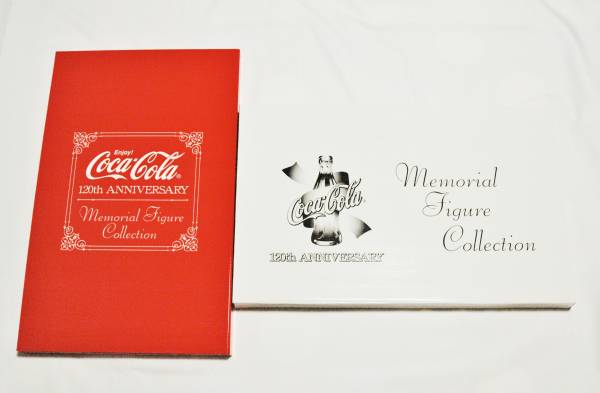 Enjoy!
Coca-Cola®
120th ANNIVERSARY
Memorial Figure
Collection
Coca-Cola
120th ANNIVERSARY
Memorial
Figure
Collection